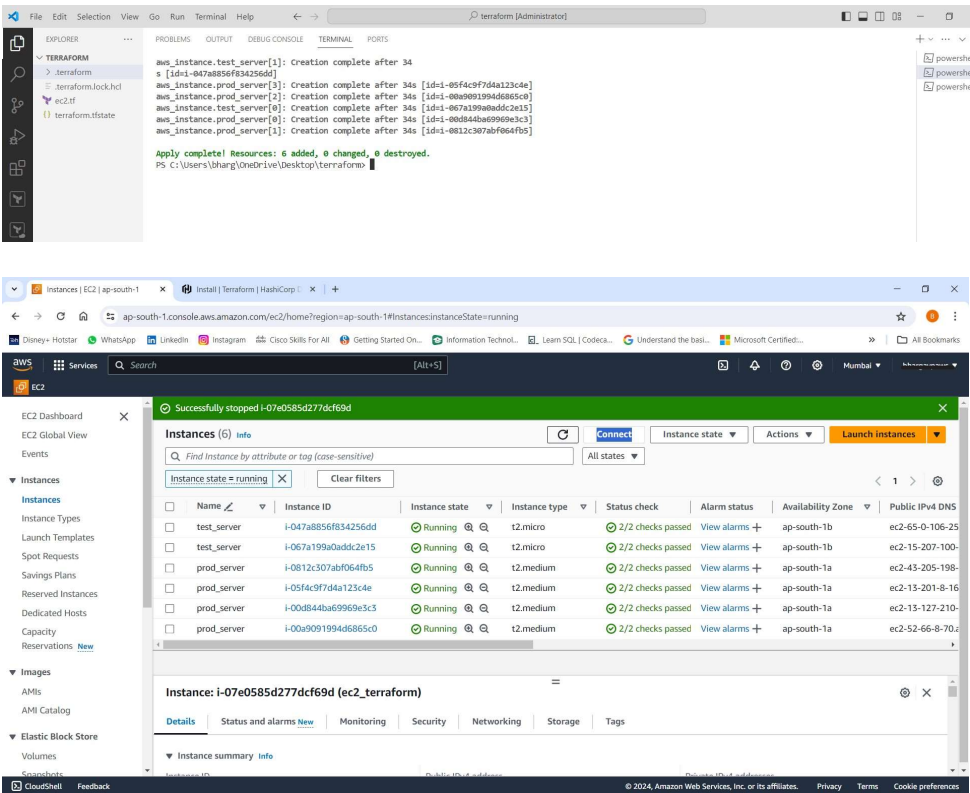 File Edit Selection View Go Run Terminal Help
terraform [Administrator]
EXPLORER
PROBLEMS OUTPUT DEBUG CONSOLE TERMINAL PORTS
TERRAFORM
.terraform
.terraform.lock.hcl
ec2.tf
terraform.tfstate
aws_instance.test_server[1]: Creation complete after 34
s [id=i-047a8856f834256dd]
aws_instance.prod_server[3]: Creation complete after 34s [id=i-05f4c9f7d4a123c4e]
aws_instance.prod_server[2]: Creation complete after 34s [id=i-00a9091994d6865c0]
aws_instance.test_server[0]: Creation complete after 34s [id=i-067a199a0addc2e15]
aws_instance.prod_server[0]: Creation complete after 34s [id=i-00d844ba69969e3c3]
aws_instance.prod_server[1]: Creation complete after 34s [id=i-0812c307abf064fb5]
Apply complete! Resources: 6 added, 0 changed, 0 destroyed.
PS C:\Users\bharg\OneDrive\Desktop\terraform>
powershe
powershe
powershe
Instances | EC2 | ap-south-1
Install | Terraform | HashiCorp
ap-south-1.console.aws.amazon.com/ec2/home?region=ap-south-1#Instances:instanceState=running
Disney+ Hotstar WhatsApp LinkedIn Instagram Cisco Skills For All Getting Started On... Information Technol... Learn SQL | Codeca... Understand the basi... Microsoft Certified:... All Bookmarks
aws Services Search [Alt+S] Mumbai
EC2
EC2 Dashboard
EC2 Global View
Events
Instances
Instances
Instance Types
Launch Templates
Spot Requests
Savings Plans
Reserved Instances
Dedicated Hosts
Capacity
Reservations New
Images
AMIs
AMI Catalog
Elastic Block Store
Volumes
Snapshots
Successfully stopped i-07e0585d277dcf69d
Instances (6) Info Connect Instance state Actions Launch instances
Find Instance by attribute or tag (case-sensitive) All states
Instance state = running Clear filters 1
Name Instance ID Instance state Instance type Status check Alarm status Availability Zone Public IPv4 DNS
test_server i-047a8856f834256dd Running t2.micro 2/2 checks passed View alarms + ap-south-1b ec2-65-0-106-25
test_server i-067a199a0addc2e15 Running t2.micro 2/2 checks passed View alarms + ap-south-1b ec2-15-207-100-
prod_server i-0812c307abf064fb5 Running t2.medium 2/2 checks passed View alarms + ap-south-1a ec2-43-205-198-
prod_server i-05f4c9f7d4a123c4e Running t2.medium 2/2 checks passed View alarms + ap-south-1a ec2-13-201-8-16
prod_server i-00d844ba69969e3c3 Running t2.medium 2/2 checks passed View alarms + ap-south-1a ec2-13-127-210-
prod_server i-00a9091994d6865c0 Running t2.medium 2/2 checks passed View alarms + ap-south-1a ec2-52-66-8-70.a
Instance: i-07e0585d277dcf69d (ec2_terraform)
Details Status and alarms New Monitoring Security Networking Storage Tags
Instance summary Info
Instance ID Public IPv4 address Private IPv4 addresses
CloudShell Feedback © 2024, Amazon Web Services, Inc. or its affiliates. Privacy Terms Cookie preferences